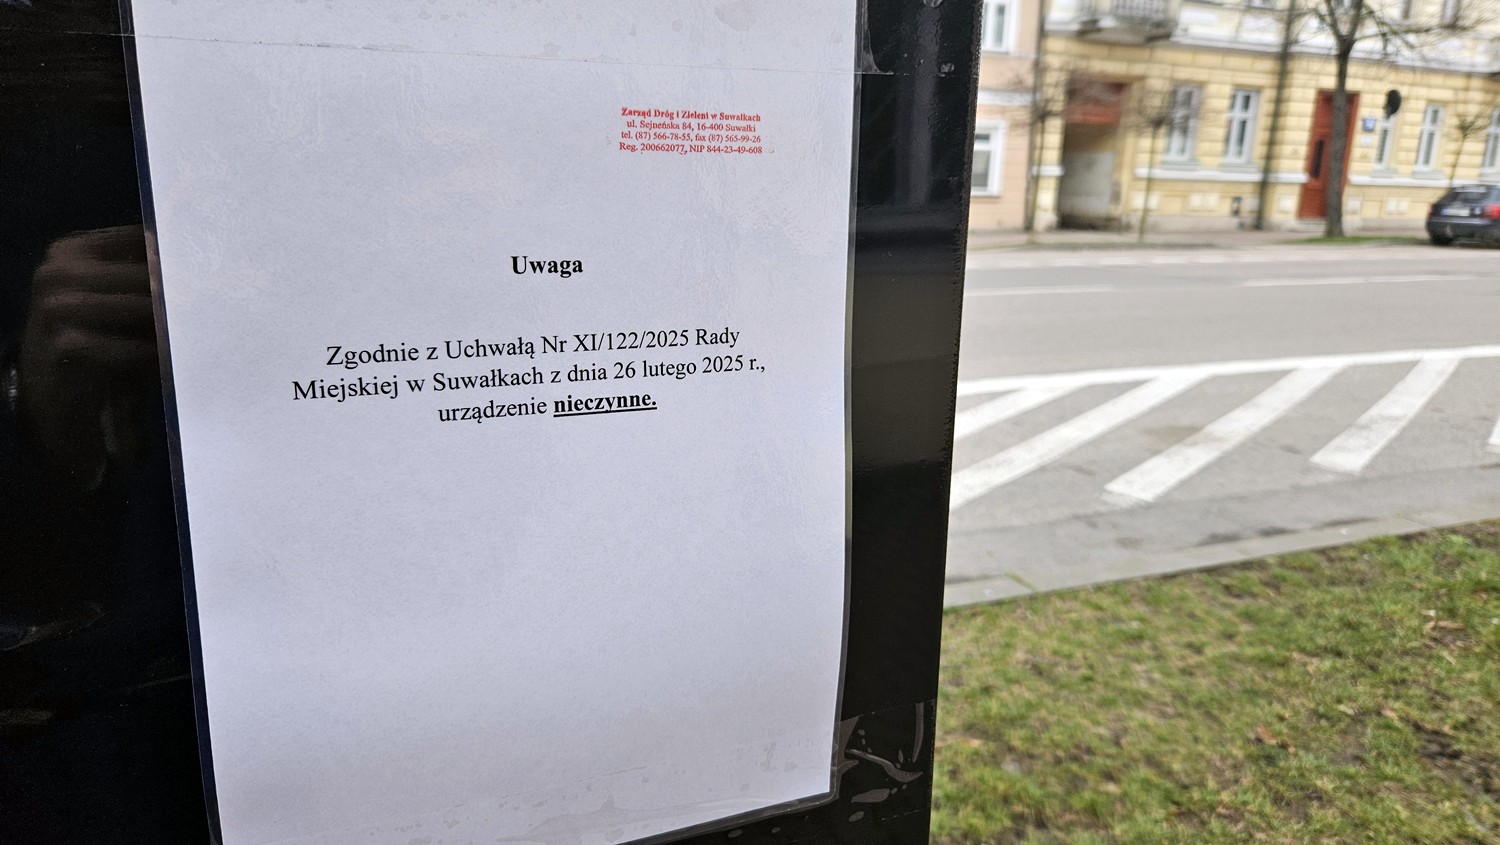 Zarząd Dróg i Zieleni w Suwałkach
ul. Sejneńska 84, 16-400 Suwałki
tel. (87) 566-78-55, fax (87) 565-99-26
Reg. 200662077, NIP 844-23-49-608
Uwaga
Zgodnie z Uchwałą Nr XI/122/2025 Rady
Miejskiej w Suwałkach z dnia 26 lutego 2025 r.,
urządzenie nieczynne.